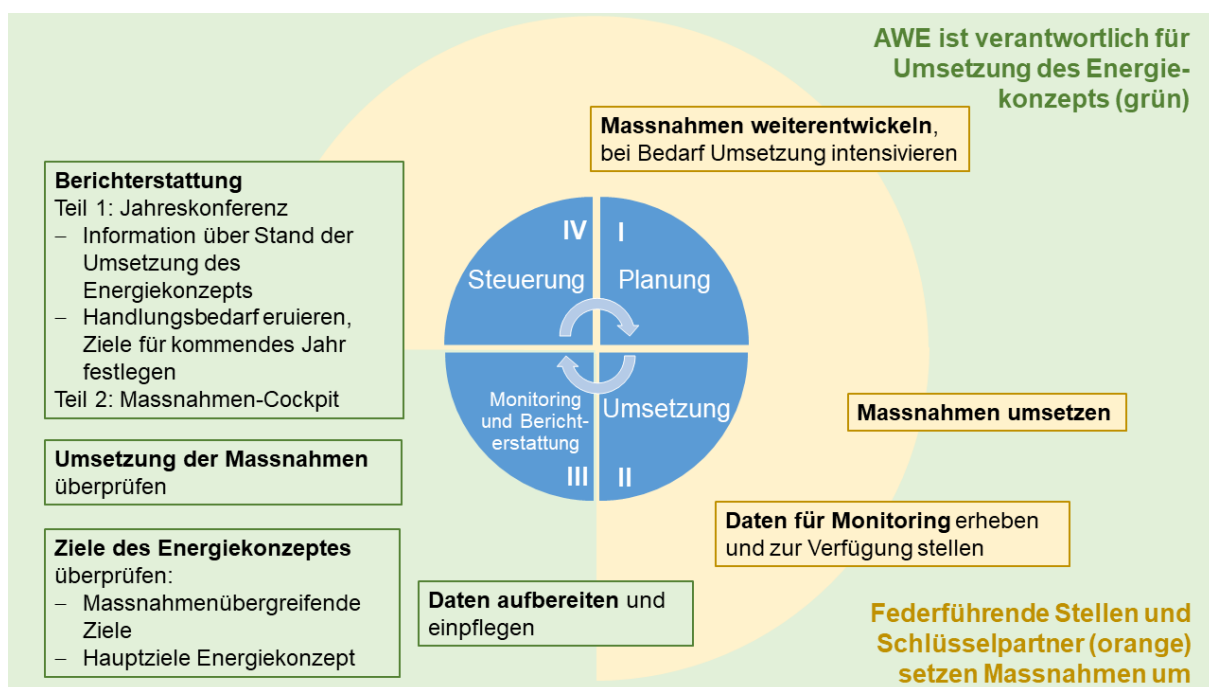 AWE ist verantwortlich für
Umsetzung des Energie-
konzepts (grün)
Massnahmen weiterentwickeln,
bei Bedarf Umsetzung intensivieren
Berichterstattung
Teil 1: Jahreskonferenz
– Information über Stand der
Umsetzung des
Energiekonzepts
– Handlungsbedarf eruieren,
Ziele für kommendes Jahr
festlegen
Teil 2: Massnahmen-Cockpit
IV
Steuerung
I
Planung
Monitoring
und Bericht-
erstattung
III
Umsetzung
II
Massnahmen umsetzen
Umsetzung der Massnahmen
überprüfen
Daten für Monitoring erheben
und zur Verfügung stellen
Ziele des Energiekonzeptes
überprüfen:
– Massnahmenübergreifende
Ziele
– Hauptziele Energiekonzept
Daten aufbereiten und
einpflegen
Federführende Stellen und
Schlüsselpartner (orange)
setzen Massnahmen um